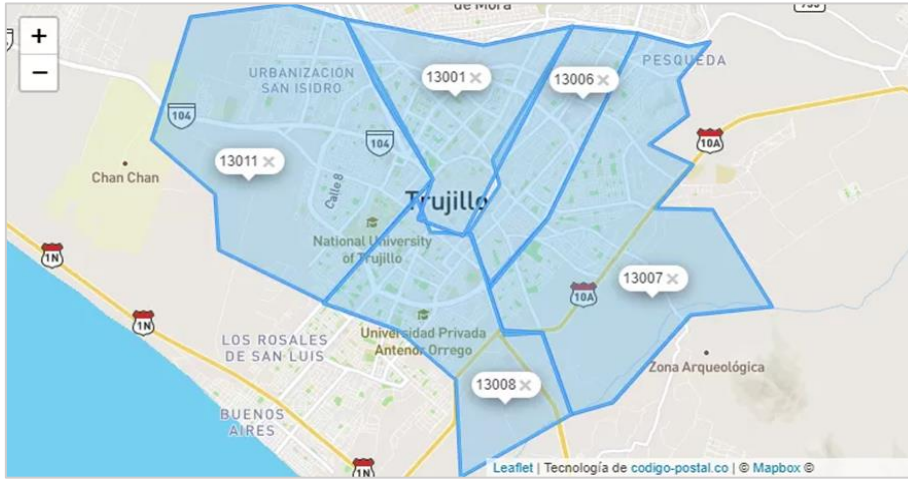 de Mora
+
−
URBANIZACIÓN
SAN ISIDRO
13001 ×
13006 ×
PESQUEDA
104
104
10A
13011 ×
Chan Chan
Calle 8
Trujillo
National University
of Trujillo
1N
13007 ×
10A
1N
Universidad Privada
Antenor Orrego
LOS ROSALES
DE SAN LUIS
Zona Arqueológica
13008 ×
BUENOS
AIRES
1N
Leaflet | Tecnología de codigo-postal.co | © Mapbox ©